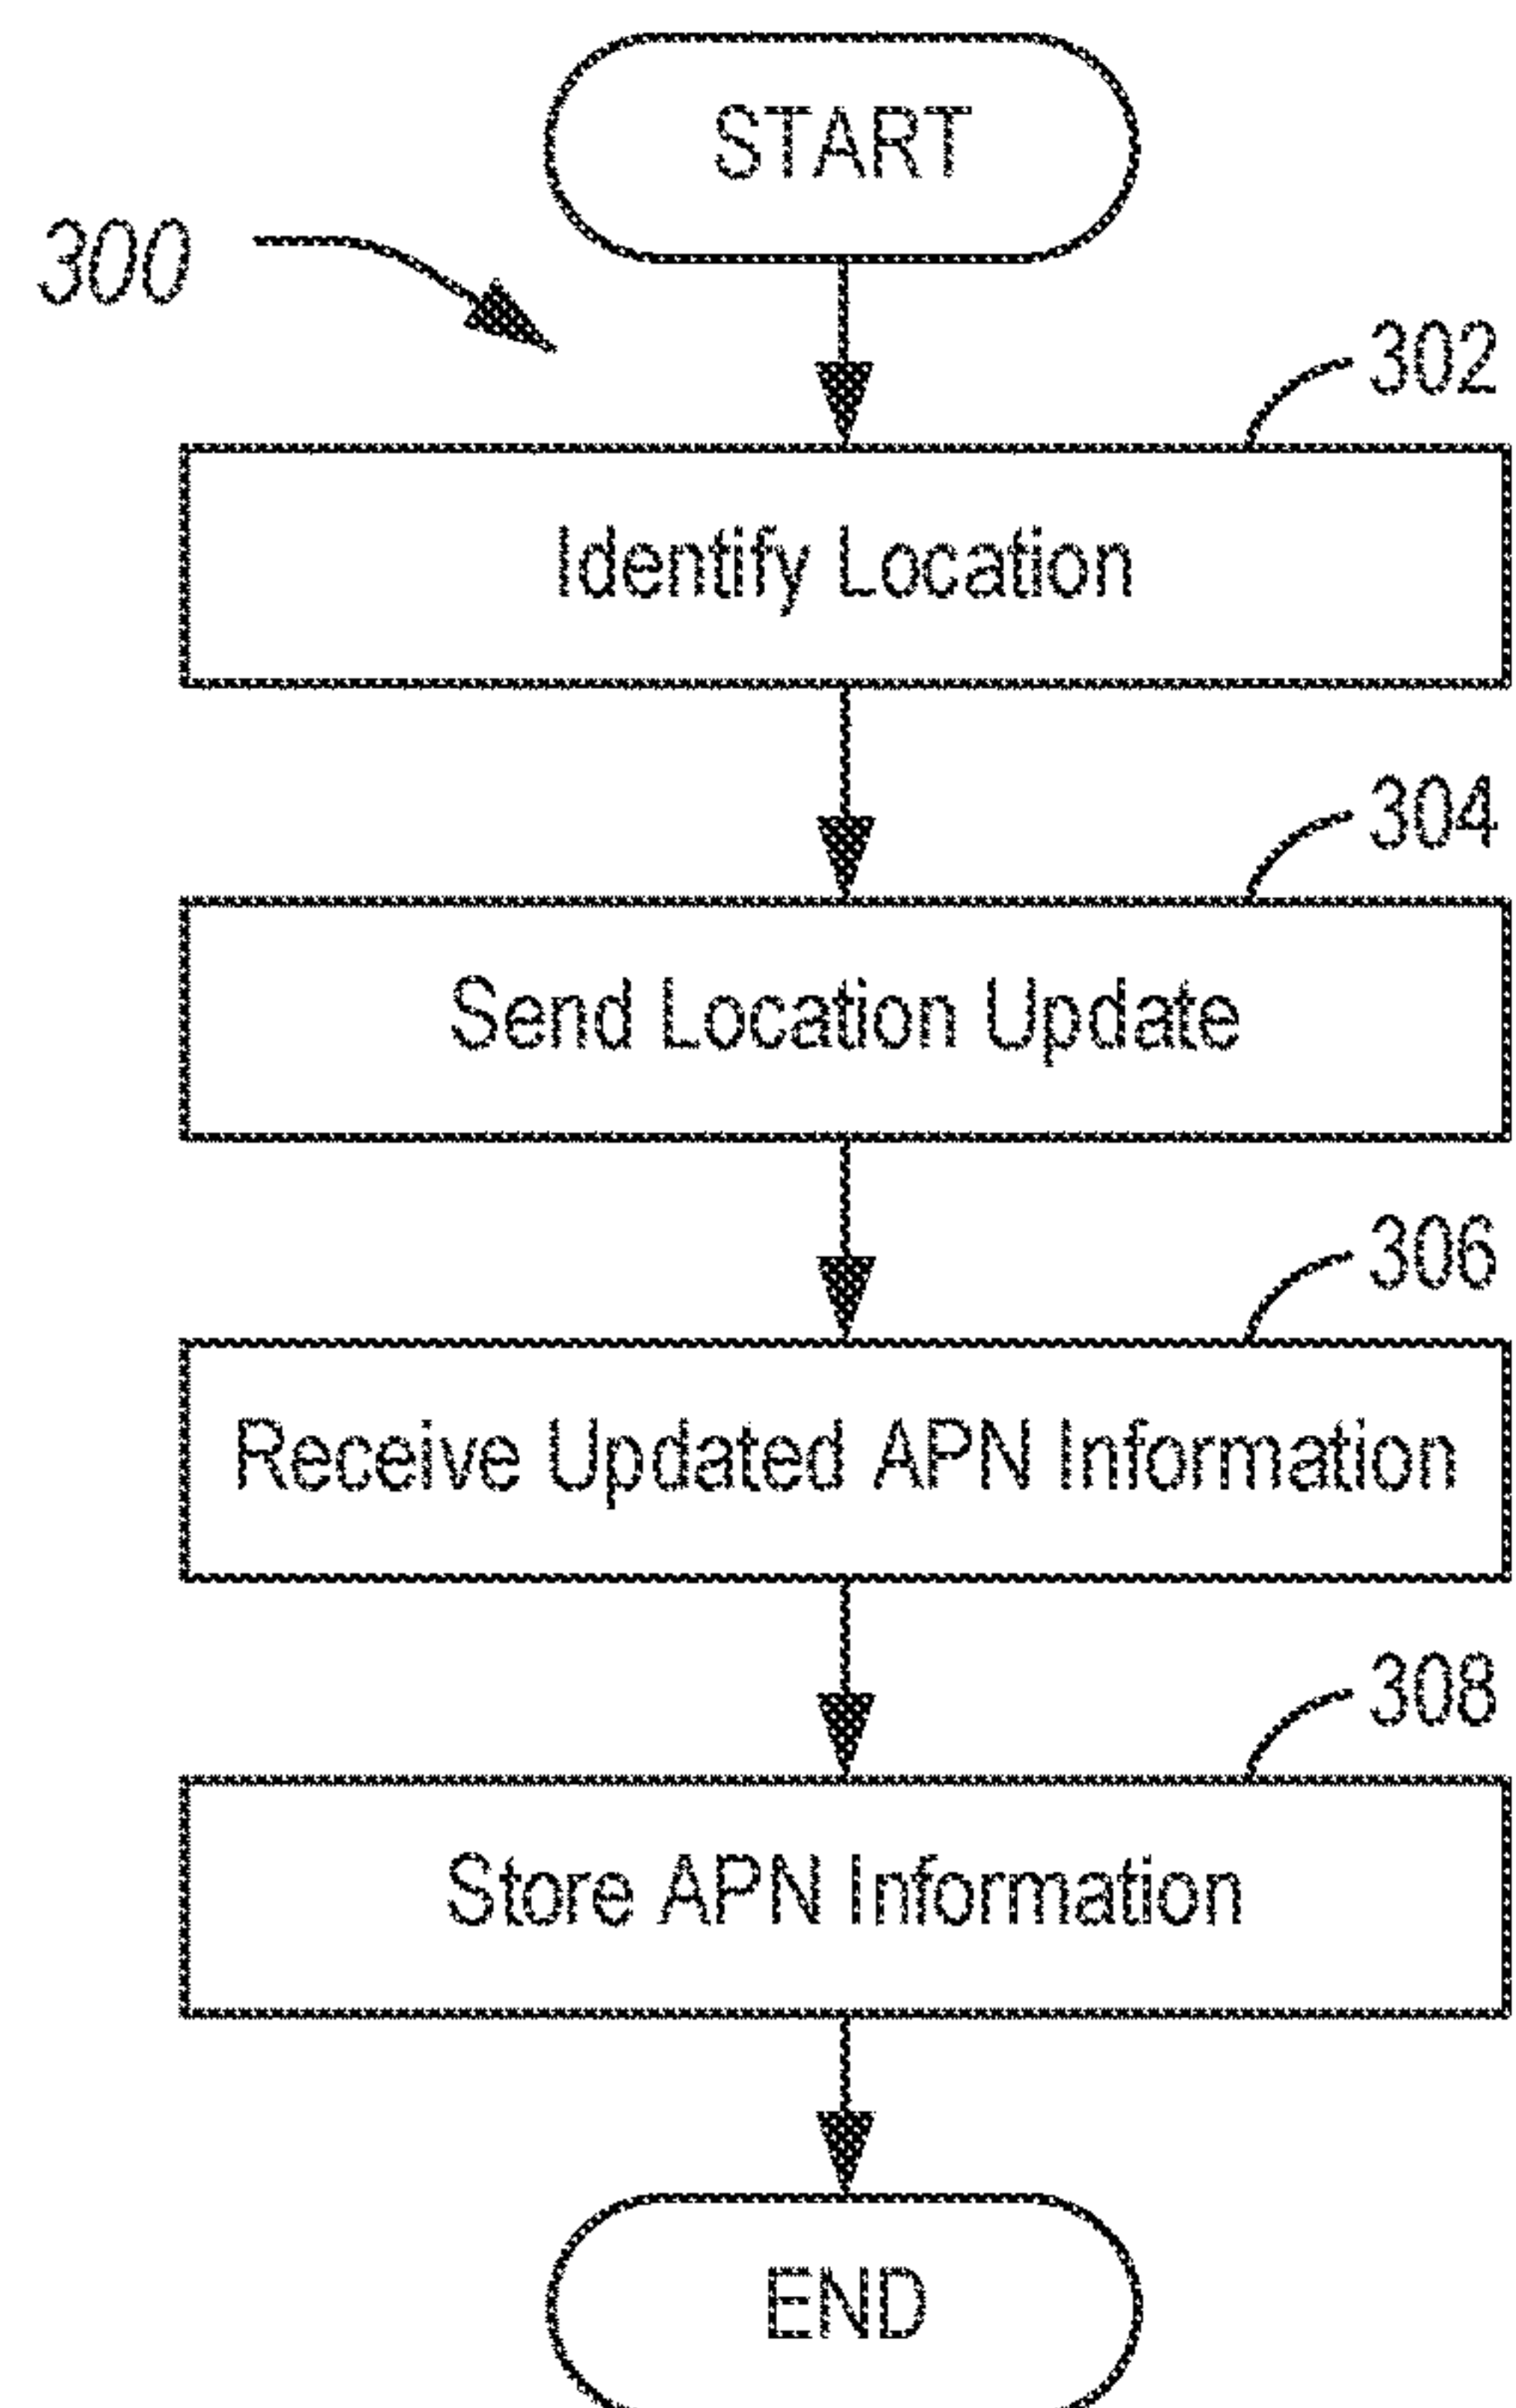 START
300
302
Identify Location
304
Send Location Update
306
Receive Updated APN Information
308
Store APN Information
END